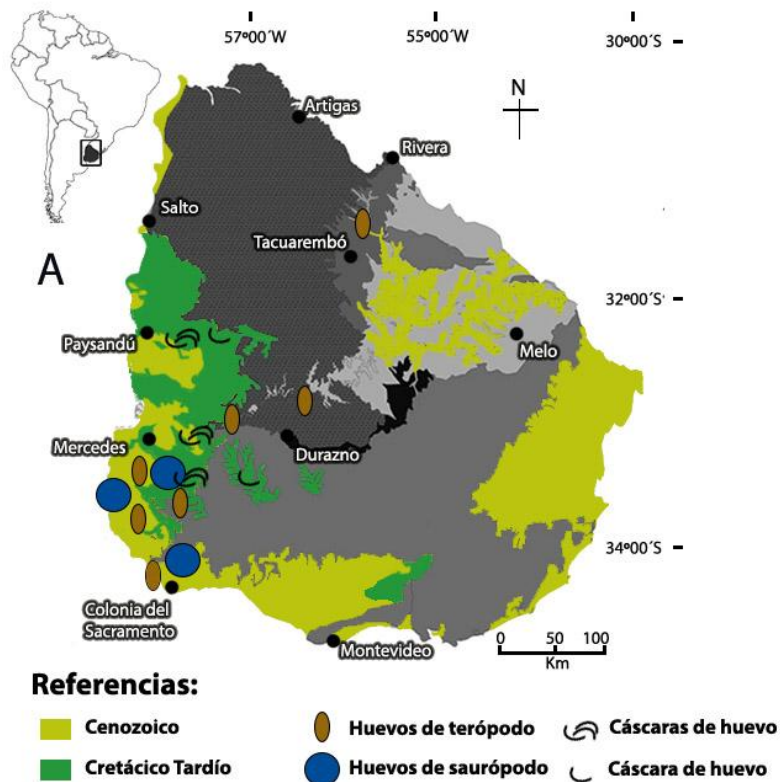 57º00´W
55º00´W
30º00´S
N
Artigas
Rivera
Salto
Tacuarembó
A
32º00´S
Paysandú
Melo
Mercedes
Durazno
34º00´S
Colonia del
Sacramento
0 50 100
Km
Montevideo
Referencias:
Cenozoico
Huevos de terópodo
Cáscaras de huevo
Cretácico Tardío
Huevos de saurópodo
Cáscara de huevo